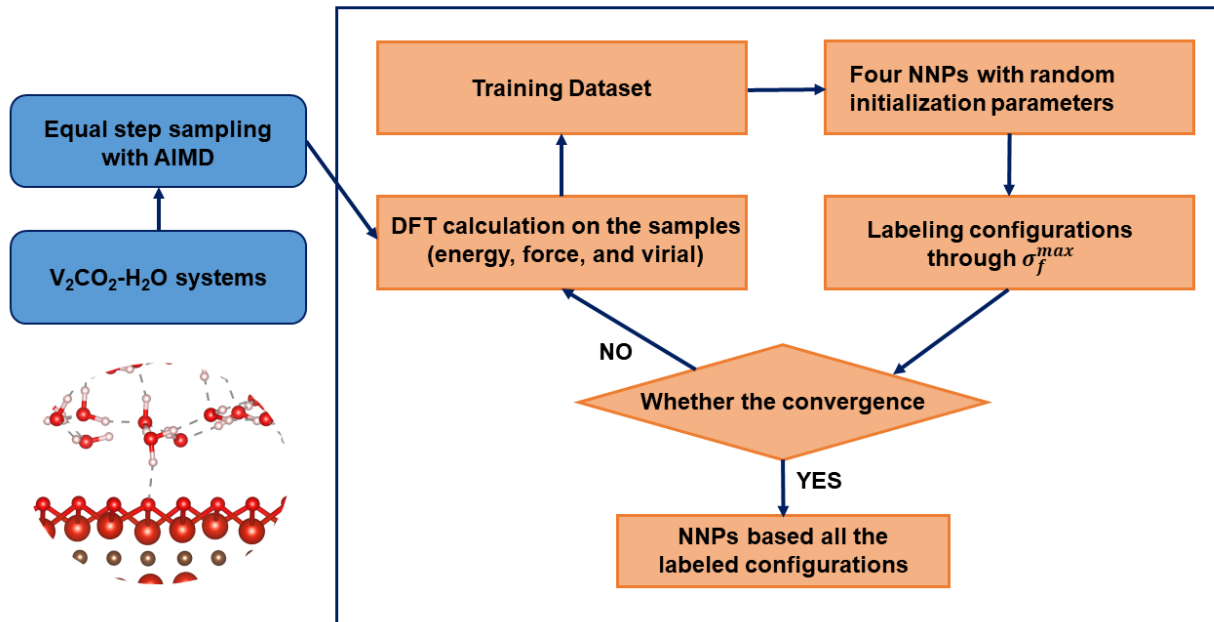 Equal step sampling
with AIMD
V₂CO₂-H₂O systems
Training Dataset
Four NNPs with random
initialization parameters
DFT calculation on the samples
(energy, force, and virial)
Labeling configurations
through σ_f^max
NO
Whether the convergence
YES
NNPs based all the
labeled configurations